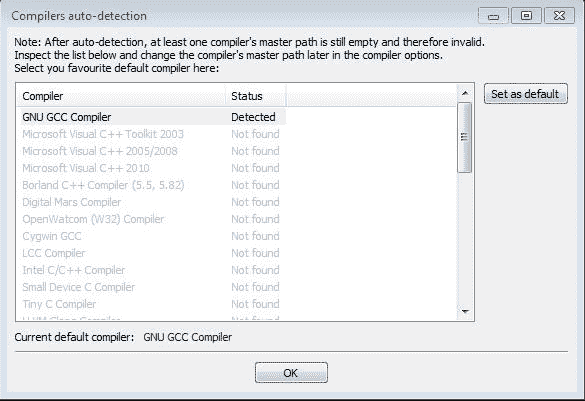 Compilers auto-detection
Note: After auto-detection, at least one compiler's master path is still empty and therefore invalid.
Inspect the list below and change the compiler's master path later in the compiler options.
Select you favourite default compiler here:
Compiler Status
Set as default
GNU GCC Compiler Detected
Microsoft Visual C++ Toolkit 2003 Not found
Microsoft Visual C++ 2005/2008 Not found
Microsoft Visual C++ 2010 Not found
Borland C++ Compiler (5.5, 5.82) Not found
Digital Mars Compiler Not found
OpenWatcom (W32) Compiler Not found
Cygwin GCC Not found
LCC Compiler Not found
Intel C/C++ Compiler Not found
Small Device C Compiler Not found
Tiny C Compiler Not found
LLVM Clang Compiler Not found
Current default compiler: GNU GCC Compiler
OK